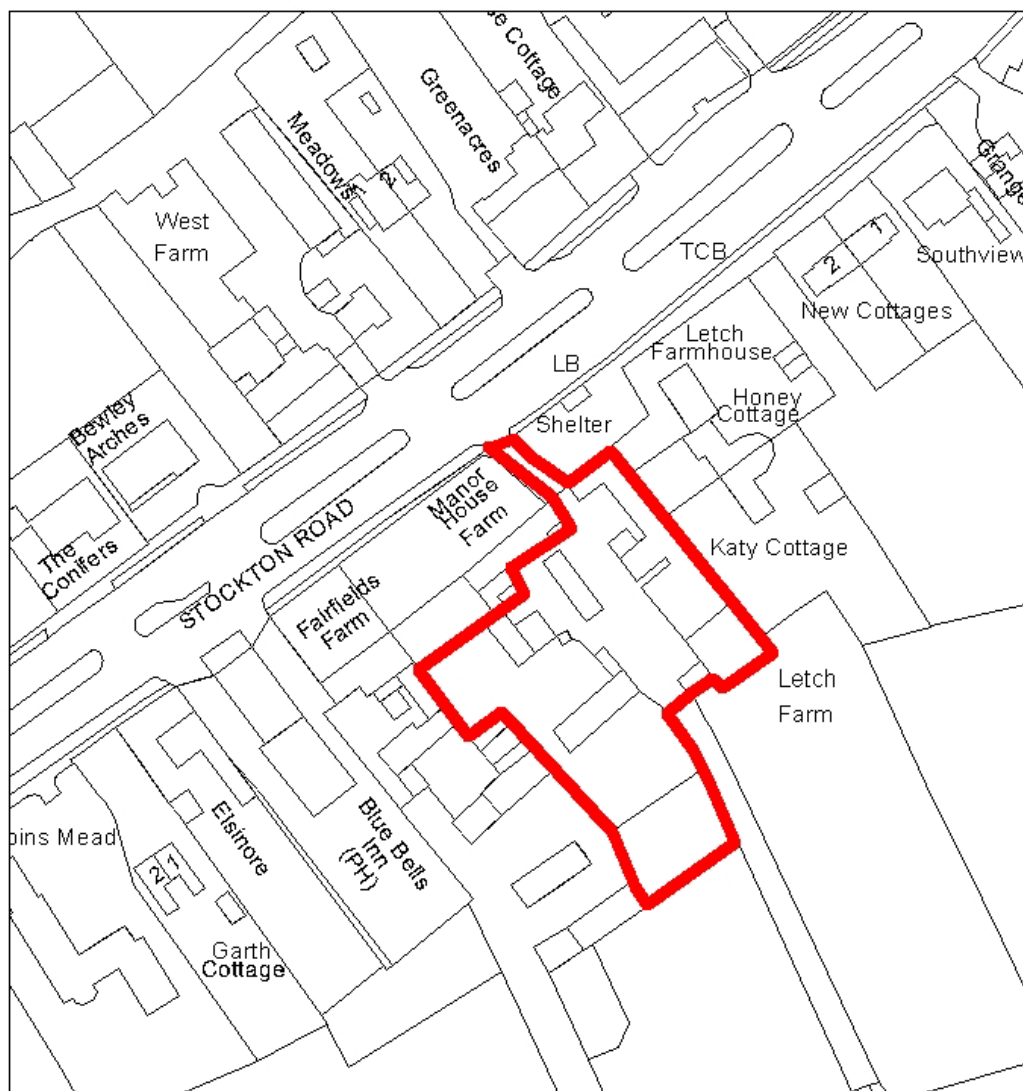 Cottage
Greenacres
Meadows
1
2
West
Farm
TCB
Grange
Southview
1
2
New Cottages
Letch
Farmhouse
LB
Honey
Cottage
Shelter
Bewley
Arches
Manor
House
Farm
The
Conifers
STOCKTON ROAD
Katy Cottage
Fairfields
Farm
Letch
Farm
Mead
Elsinore
Blue Bells
Inn
(PH)
2 1
Garth
Cottage